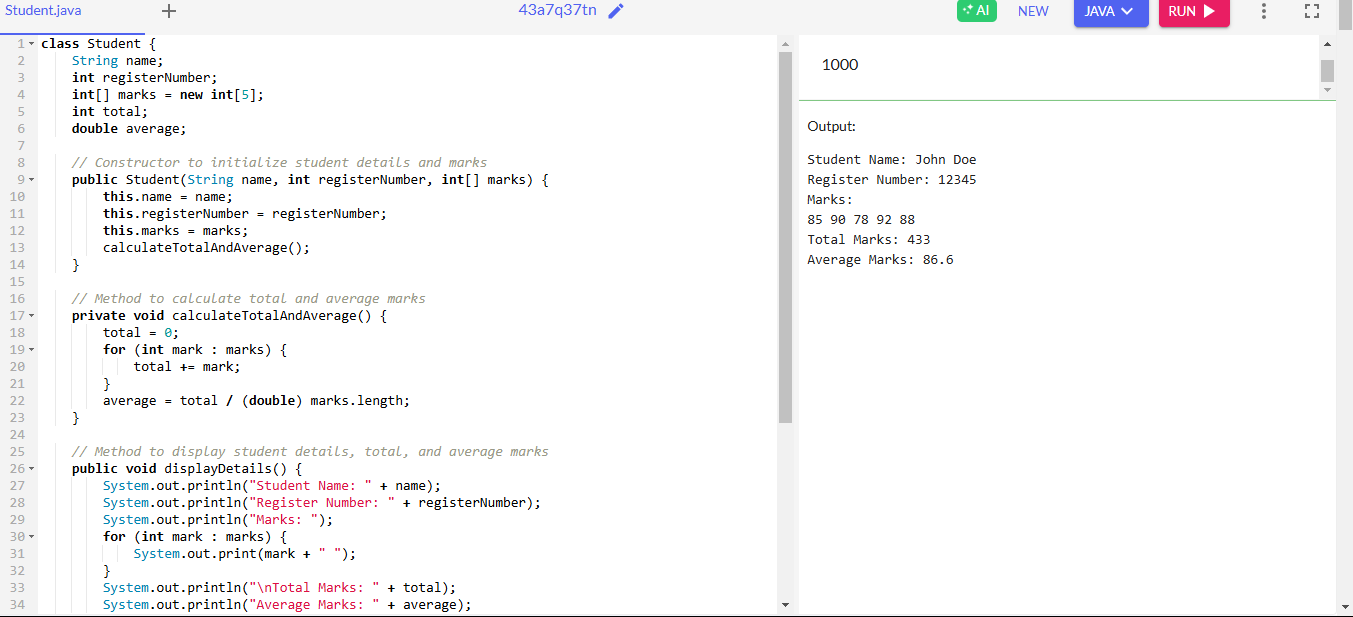 Student.java +
43a7q37tn
AI NEW JAVA RUN
1 class Student {
2 String name;
3 int registerNumber;
4 int[] marks = new int[5];
5 int total;
6 double average;
7
8 // Constructor to initialize student details and marks
9 public Student(String name, int registerNumber, int[] marks) {
10 this.name = name;
11 this.registerNumber = registerNumber;
12 this.marks = marks;
13 calculateTotalAndAverage();
14 }
15
16 // Method to calculate total and average marks
17 private void calculateTotalAndAverage() {
18 total = 0;
19 for (int mark : marks) {
20 total += mark;
21 }
22 average = total / (double) marks.length;
23 }
24
25 // Method to display student details, total, and average marks
26 public void displayDetails() {
27 System.out.println("Student Name: " + name);
28 System.out.println("Register Number: " + registerNumber);
29 System.out.println("Marks: ");
30 for (int mark : marks) {
31 System.out.print(mark + " ");
32 }
33 System.out.println("\nTotal Marks: " + total);
34 System.out.println("Average Marks: " + average);
1000
Output:
Student Name: John Doe
Register Number: 12345
Marks:
85 90 78 92 88
Total Marks: 433
Average Marks: 86.6